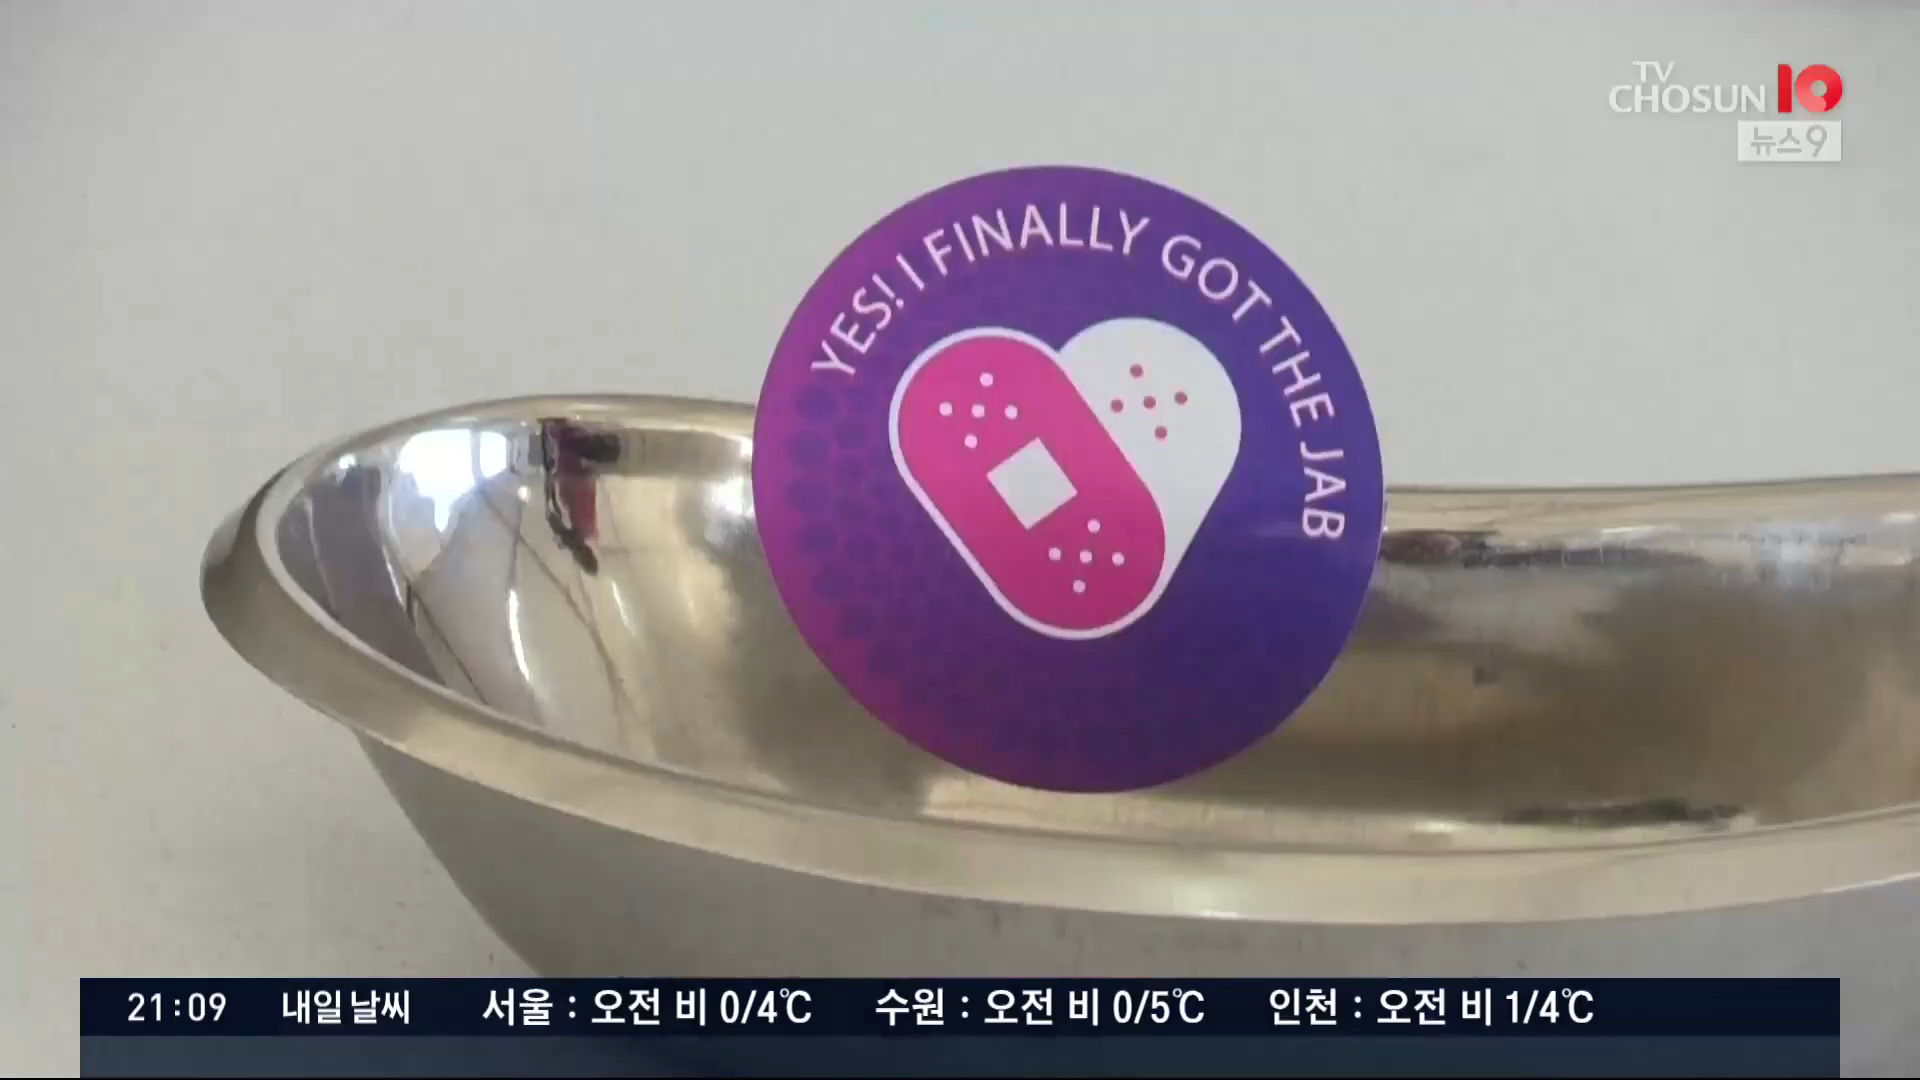 TV
CHOSUN 10
뉴스9
YES! I FINALLY GOT THE JAB
21:09 내일 날씨 서울 : 오전 비 0/4℃ 수원 : 오전 비 0/5℃ 인천 : 오전 비 1/4℃